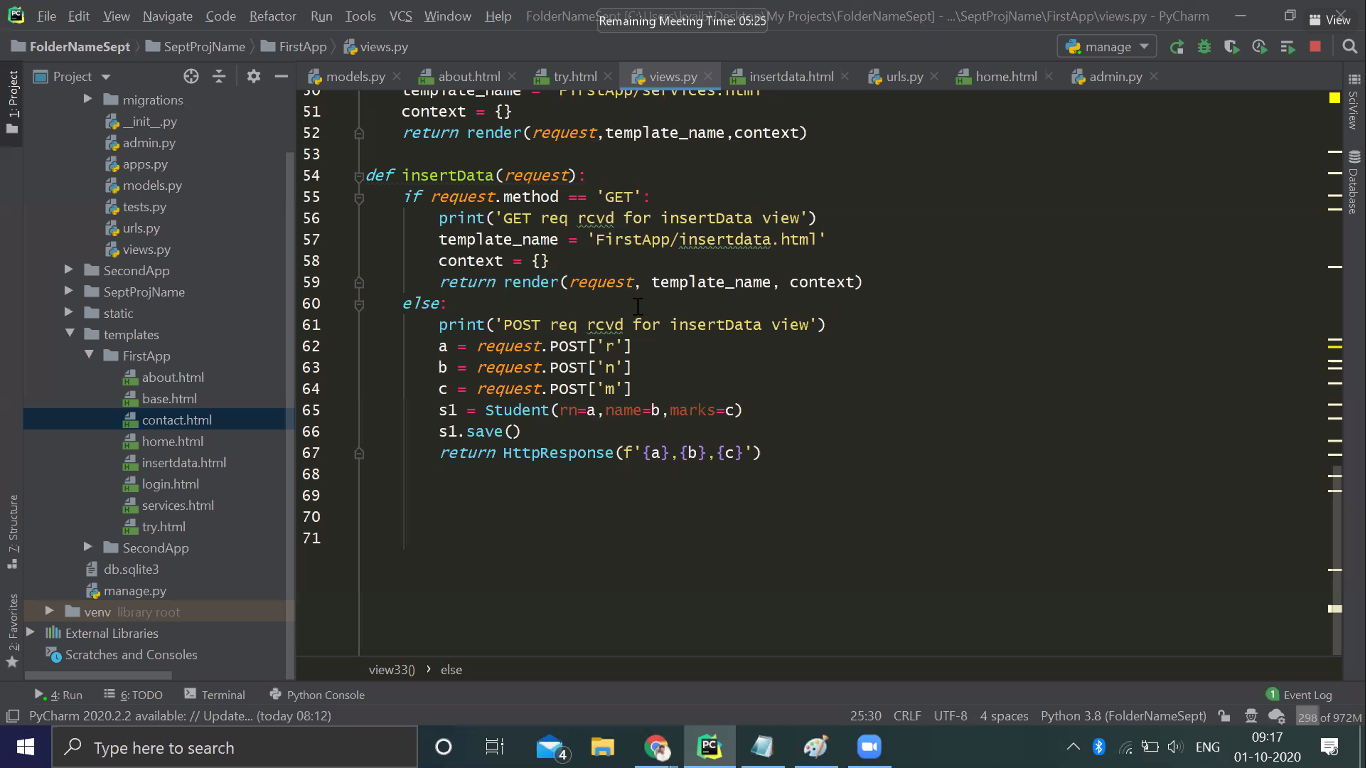 File Edit View Navigate Code Refactor Run Tools VCS Window Help FolderNameSept
Remaining Meeting Time: 05:25
My Projects\FolderNameSept] - ...\SeptProjName\FirstApp\views.py - PyCharm
View
FolderNameSept SeptProjName FirstApp views.py
manage
Project
models.py about.html try.html views.py insertdata.html urls.py home.html admin.py
1: Project
7: Structure
2: Favorites
SciView
Database
migrations
__init__.py
admin.py
apps.py
models.py
tests.py
urls.py
views.py
SecondApp
SeptProjName
static
templates
FirstApp
about.html
base.html
contact.html
home.html
insertdata.html
login.html
services.html
try.html
SecondApp
db.sqlite3
manage.py
venv library root
External Libraries
Scratches and Consoles
50 template_name = 'FirstApp/services.html'
51 context = {}
52 return render(request,template_name,context)
53
54 def insertData(request):
55 if request.method == 'GET':
56 print('GET req rcvd for insertData view')
57 template_name = 'FirstApp/insertdata.html'
58 context = {}
59 return render(request, template_name, context)
60 else:
61 print('POST req rcvd for insertData view')
62 a = request.POST['r']
63 b = request.POST['n']
64 c = request.POST['m']
65 s1 = Student(rn=a,name=b,marks=c)
66 s1.save()
67 return HttpResponse(f'{a},{b},{c}')
68
69
70
71
view33() › else
4: Run 6: TODO Terminal Python Console
1 Event Log
PyCharm 2020.2.2 available: // Update... (today 08:12)
25:30 CRLF UTF-8 4 spaces Python 3.8 (FolderNameSept) 298 of 972M
Type here to search
4
ENG
09:17
01-10-2020